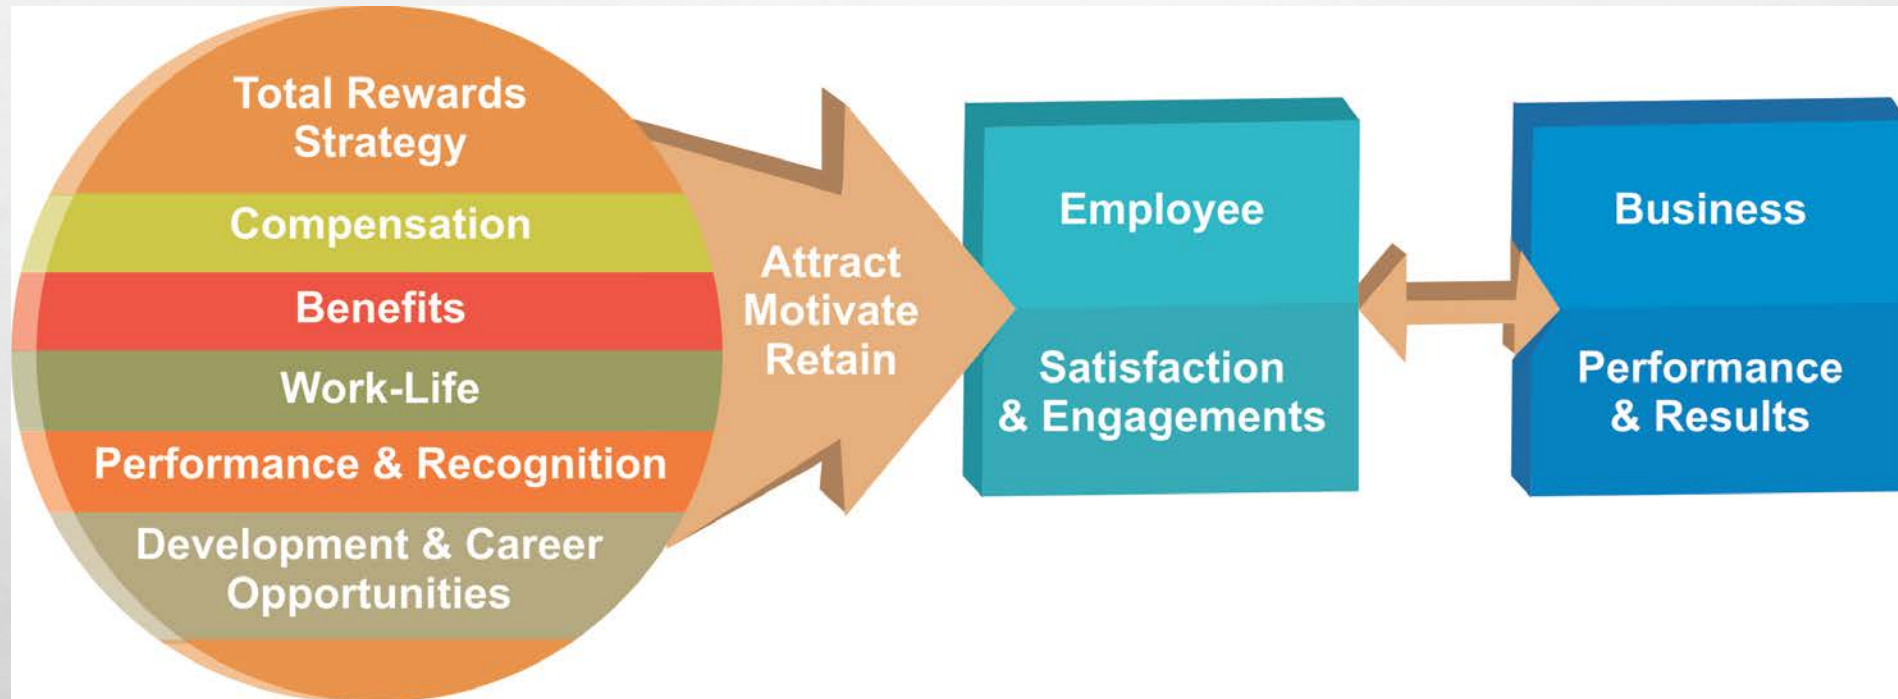 Total Rewards
Strategy
Compensation
Benefits
Work-Life
Performance & Recognition
Development & Career
Opportunities
Attract
Motivate
Retain
Employee
Satisfaction
& Engagements
Business
Performance
& Results